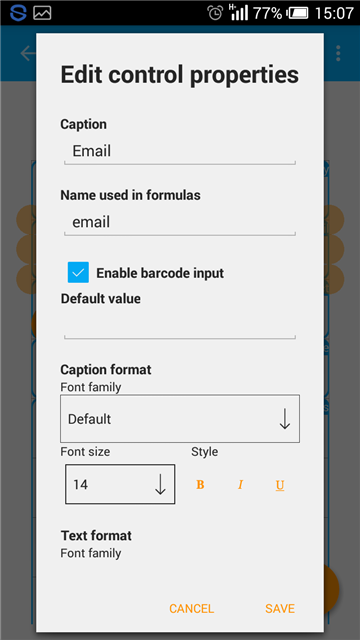 77% 15:07
Edit control properties
Caption
Email
Name used in formulas
email
Enable barcode input
Default value
Caption format
Font family
Default
Font size Style
14 B I U
Text format
Font family
CANCEL SAVE